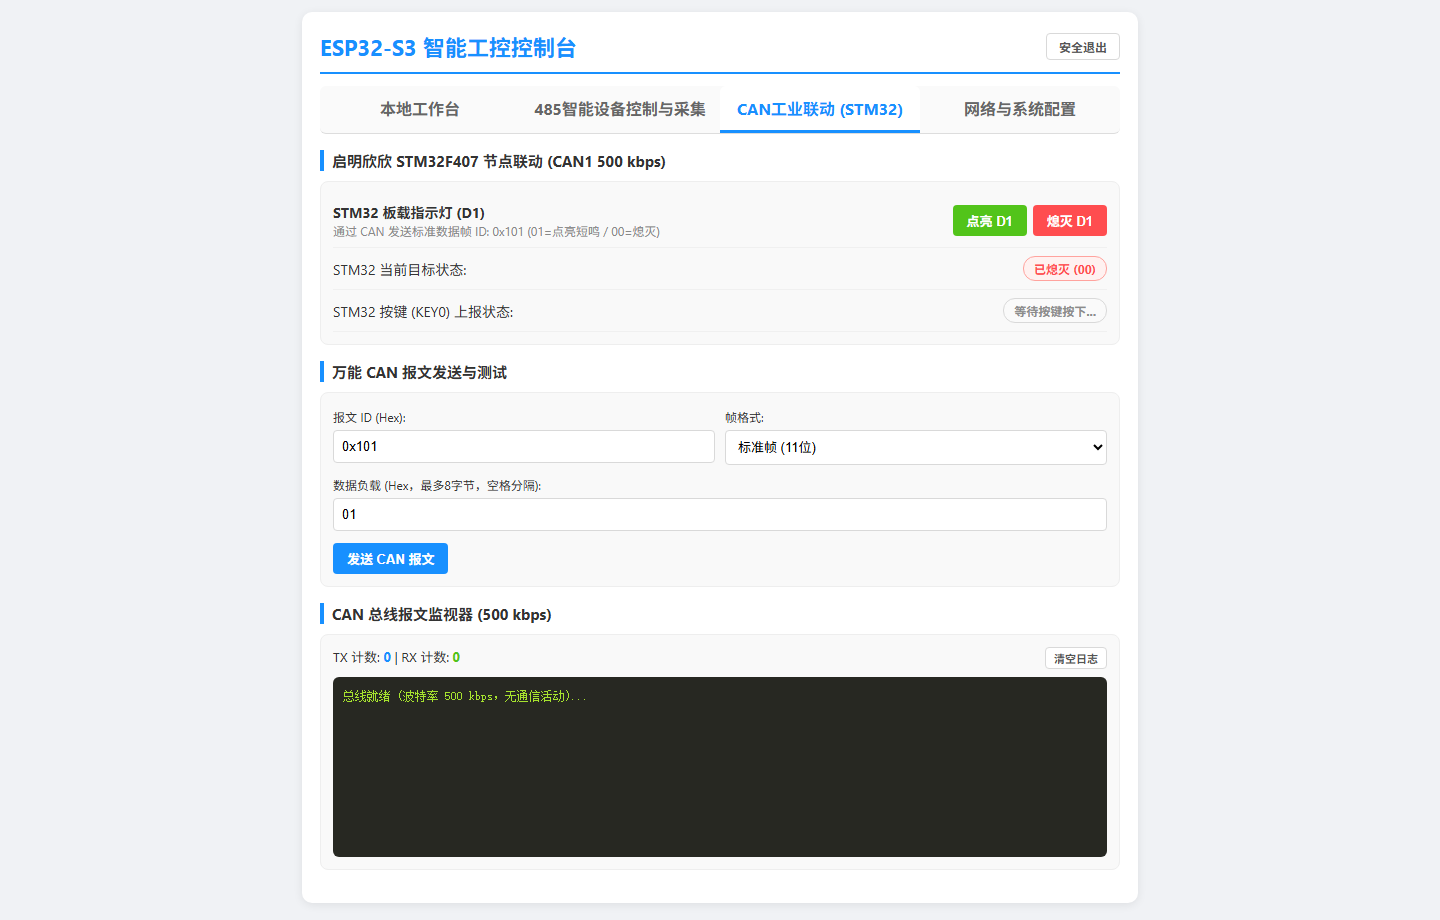 ESP32-S3 智能工控控制台
安全退出
本地工作台
485智能设备控制与采集
CAN工业联动 (STM32)
网络与系统配置
启明欣欣 STM32F407 节点联动 (CAN1 500 kbps)
STM32 板载指示灯 (D1)
通过 CAN 发送标准数据帧 ID: 0x101 (01=点亮短鸣 / 00=熄灭)
点亮 D1
熄灭 D1
STM32 当前目标状态:
已熄灭 (00)
STM32 按键 (KEY0) 上报状态:
等待按键按下...
万能 CAN 报文发送与测试
报文 ID (Hex):
帧格式:
0x101
标准帧 (11位)
数据负载 (Hex，最多8字节，空格分隔):
01
发送 CAN 报文
CAN 总线报文监视器 (500 kbps)
TX 计数: 0 | RX 计数: 0
清空日志
总线就绪 (波特率 500 kbps，无通信活动)...